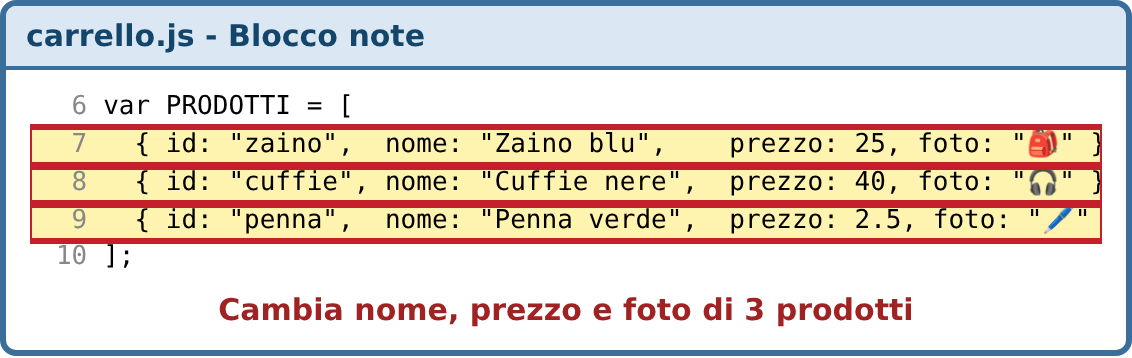 carrello.js - Blocco note
6 var PRODOTTI = [
7   { id: "zaino",  nome: "Zaino blu",    prezzo: 25, foto: "🎒" }
8   { id: "cuffie", nome: "Cuffie nere",  prezzo: 40, foto: "🎧" }
9   { id: "penna",  nome: "Penna verde",  prezzo: 2.5, foto: "🖊️"
10 ];
Cambia nome, prezzo e foto di 3 prodotti